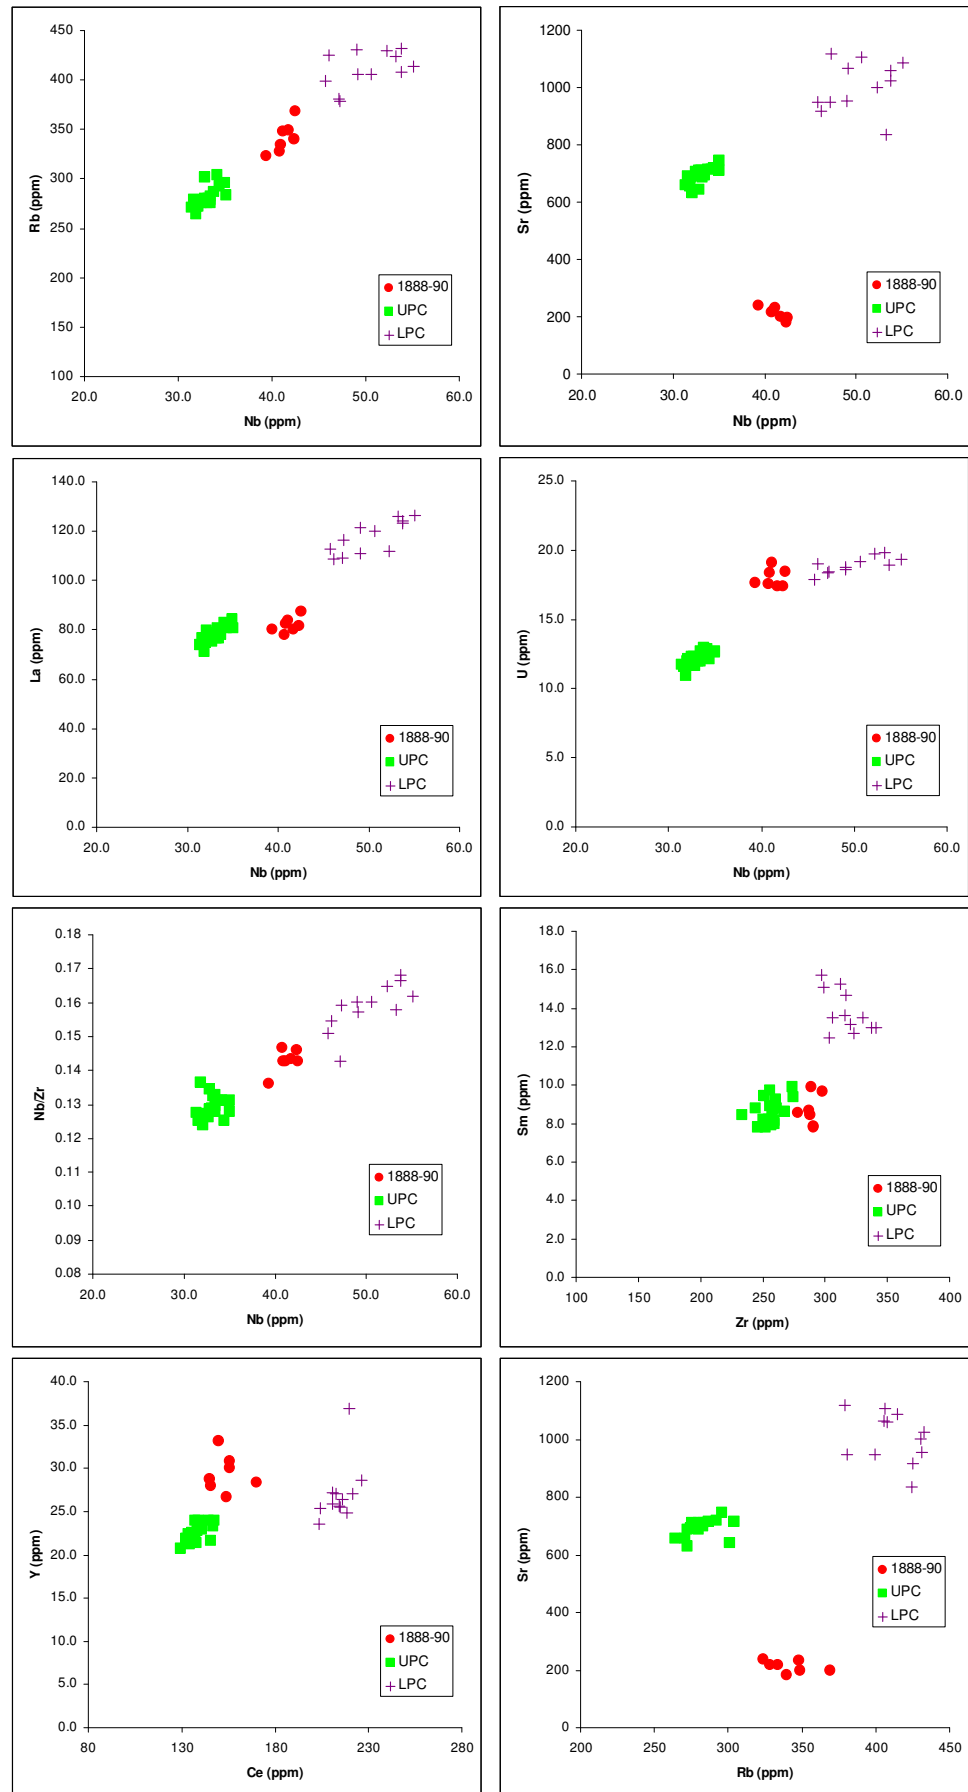 450
400
350
300
250
200
150
100
Rb (ppm)
20.0 30.0 40.0 50.0 60.0
Nb (ppm)
1888-90
UPC
LPC
1200
1000
800
600
400
200
0
Sr (ppm)
20.0 30.0 40.0 50.0 60.0
Nb (ppm)
1888-90
UPC
LPC
140.0
120.0
100.0
80.0
60.0
40.0
20.0
0.0
La (ppm)
20.0 30.0 40.0 50.0 60.0
Nb (ppm)
1888-90
UPC
LPC
25.0
20.0
15.0
10.0
5.0
0.0
U (ppm)
20.0 30.0 40.0 50.0 60.0
Nb (ppm)
1888-90
UPC
LPC
0.18
0.17
0.16
0.15
0.14
0.13
0.12
0.11
0.10
0.09
0.08
Nb/Zr
20.0 30.0 40.0 50.0 60.0
Nb (ppm)
1888-90
UPC
LPC
18.0
16.0
14.0
12.0
10.0
8.0
6.0
4.0
2.0
0.0
Sm (ppm)
100 150 200 250 300 350 400
Zr (ppm)
1888-90
UPC
LPC
40.0
35.0
30.0
25.0
20.0
15.0
10.0
5.0
0.0
Y (ppm)
80 130 180 230 280
Ce (ppm)
1888-90
UPC
LPC
1200
1000
800
600
400
200
0
Sr (ppm)
200 250 300 350 400 450
Rb (ppm)
1888-90
UPC
LPC